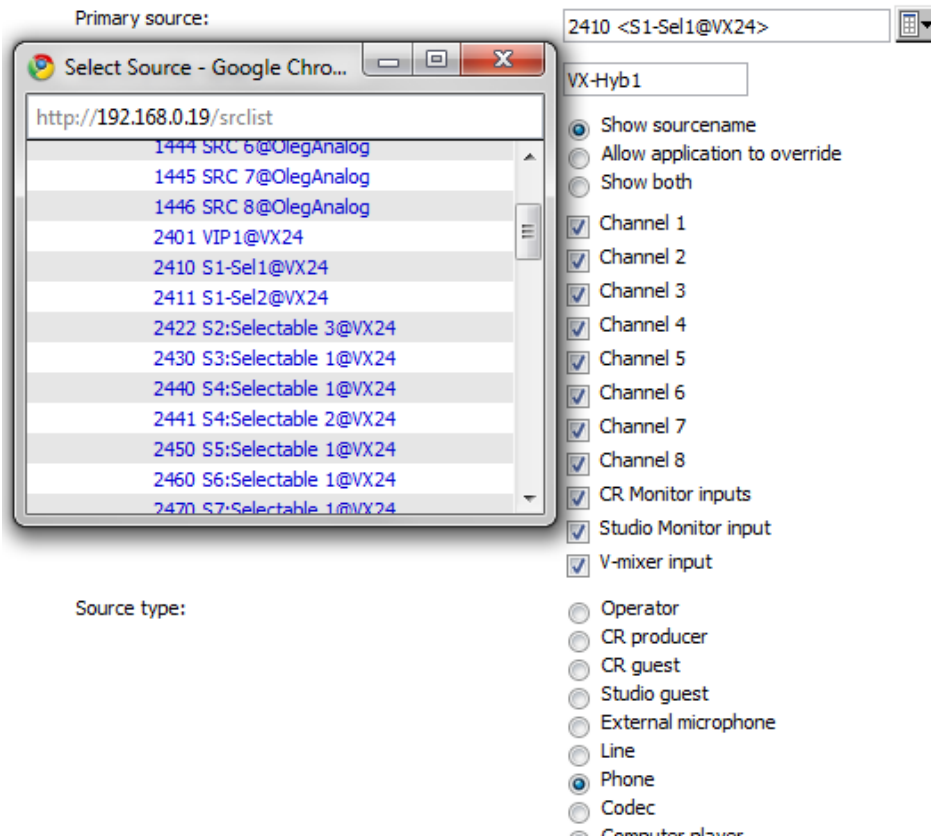 Primary source:
2410 <S1-Sel1@VX24>
Select Source - Google Chro...
http://192.168.0.19/srclist
1444 SRC 6@OlegAnalog
1445 SRC 7@OlegAnalog
1446 SRC 8@OlegAnalog
2401 VIP1@VX24
2410 S1-Sel1@VX24
2411 S1-Sel2@VX24
2422 S2:Selectable 3@VX24
2430 S3:Selectable 1@VX24
2440 S4:Selectable 1@VX24
2441 S4:Selectable 2@VX24
2450 S5:Selectable 1@VX24
2460 S6:Selectable 1@VX24
2470 S7:Selectable 1@VX24
VX-Hyb1
Show sourcename
Allow application to override
Show both
Channel 1
Channel 2
Channel 3
Channel 4
Channel 5
Channel 6
Channel 7
Channel 8
CR Monitor inputs
Studio Monitor input
V-mixer input
Source type:
Operator
CR producer
CR guest
Studio guest
External microphone
Line
Phone
Codec
Computer player